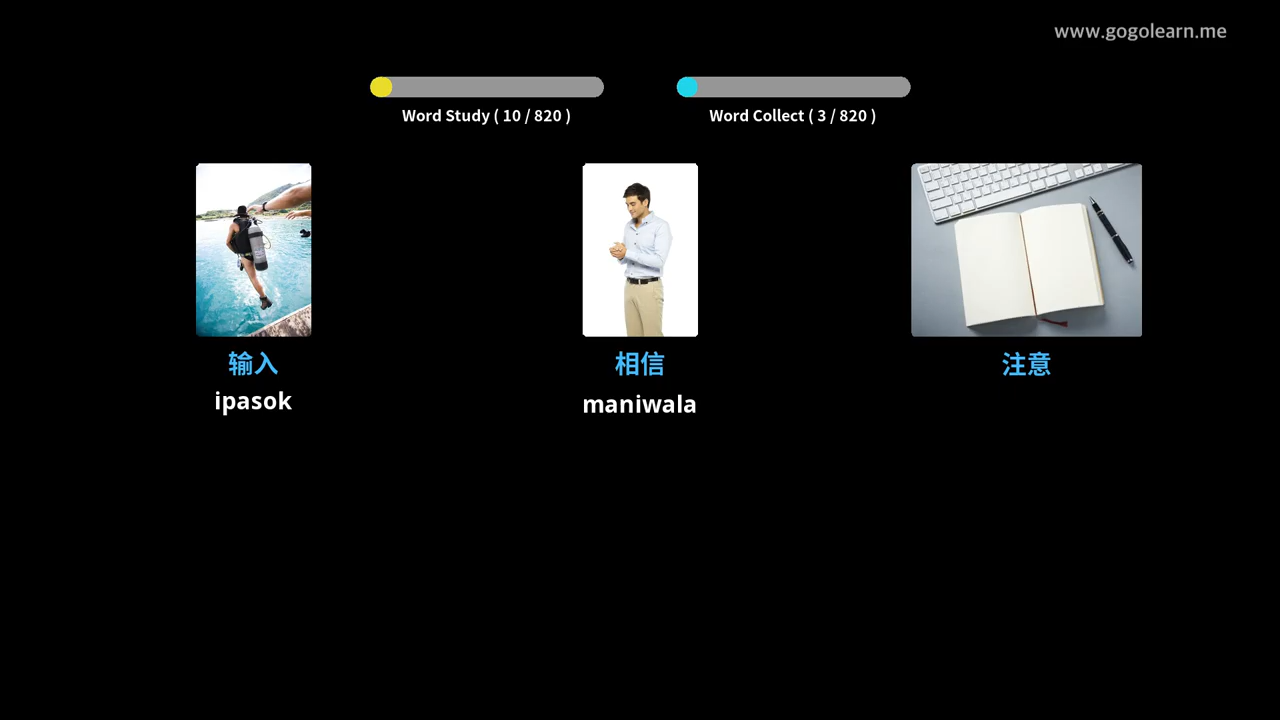 www.gogolearn.me
Word Study ( 10 / 820 )
Word Collect ( 3 / 820 )
输入
ipasok
相信
maniwala
注意